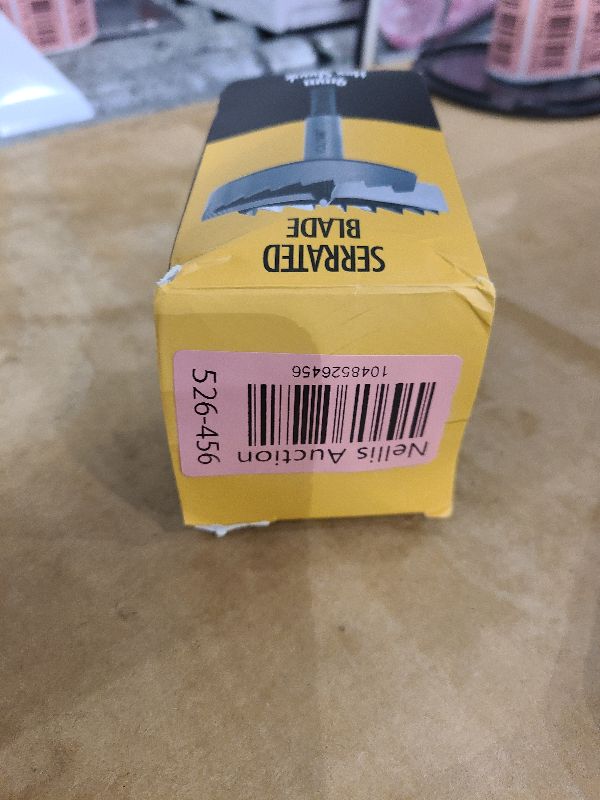 SERRATED
BLADE
Nellis Auction
1048526456
526-456